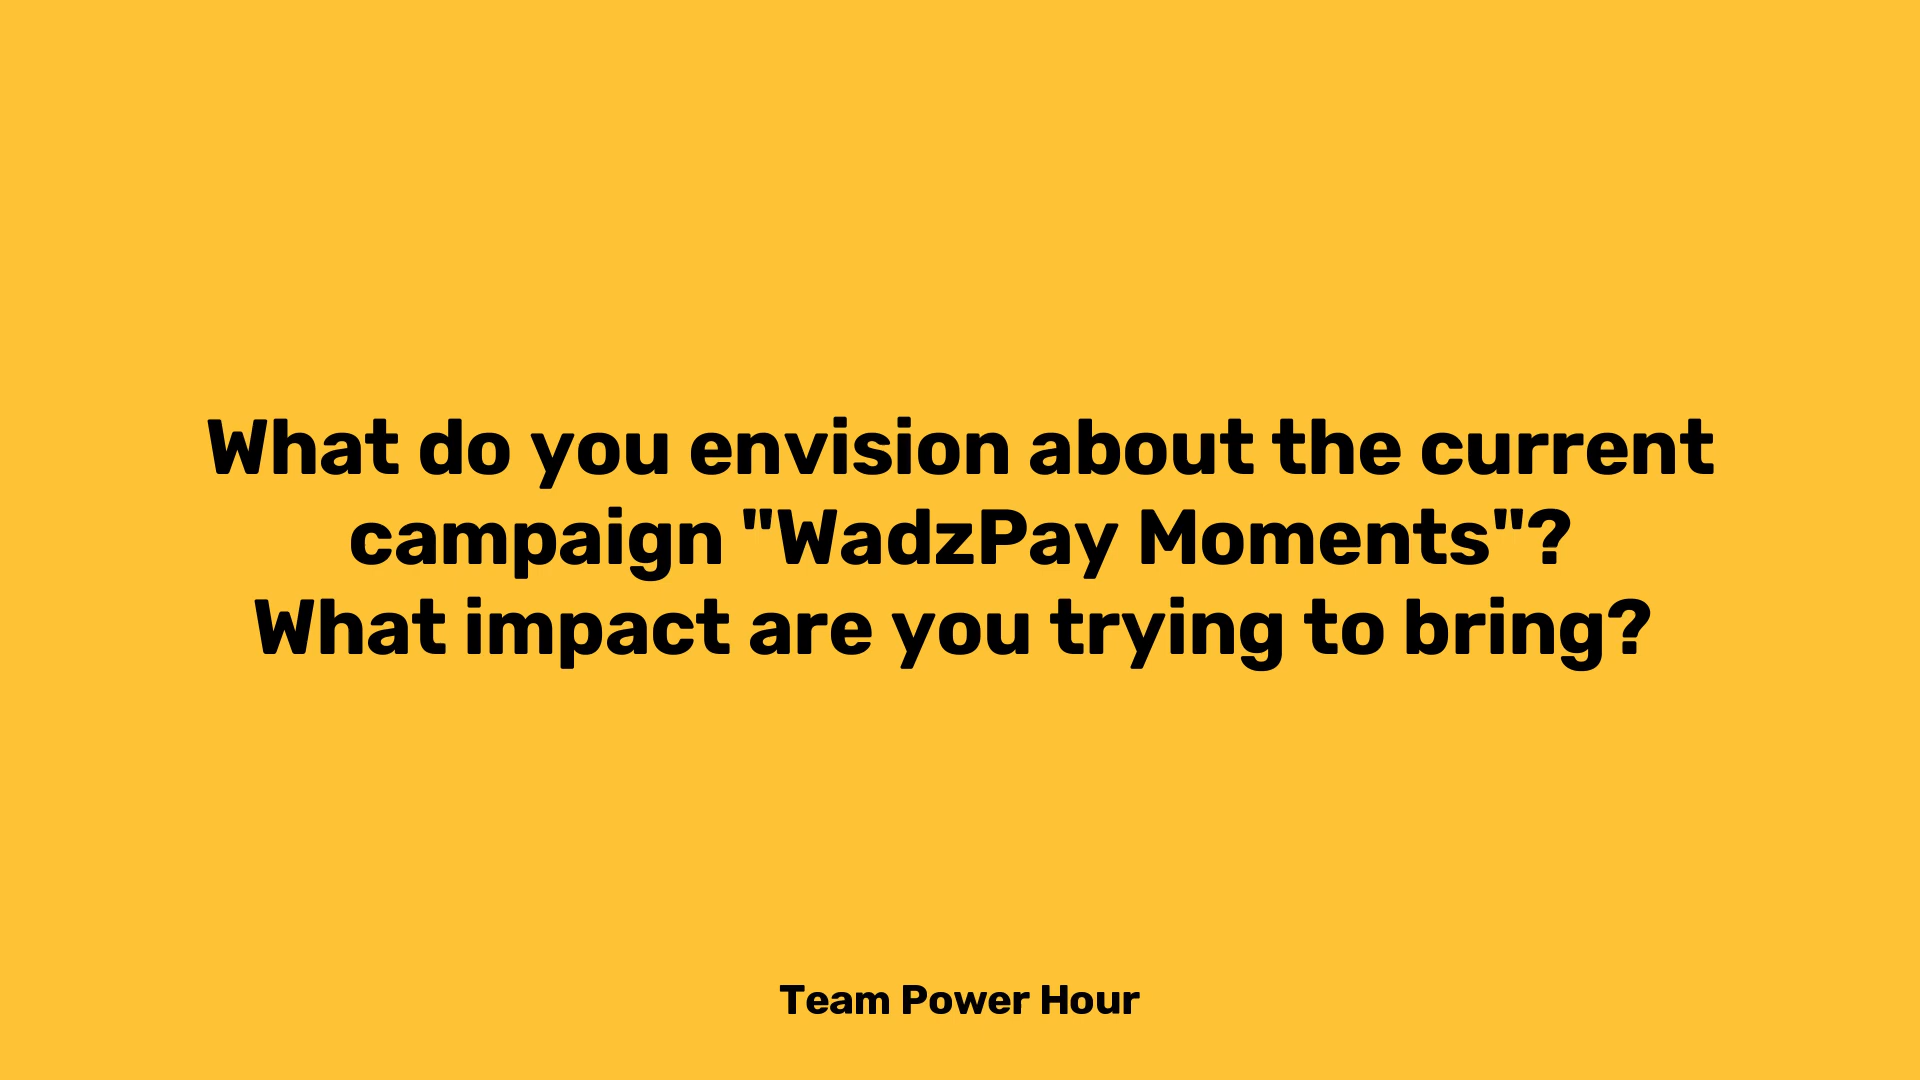 What do you envision about the current
campaign "WadzPay Moments"?
What impact are you trying to bring?
Team Power Hour